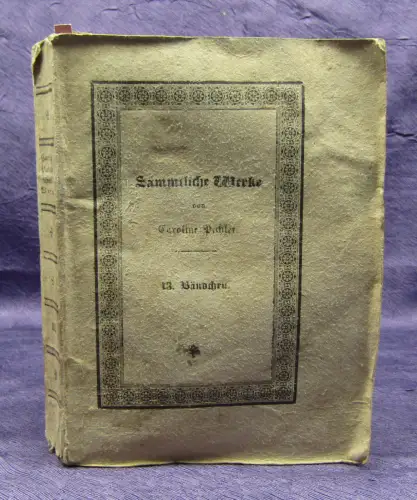 Sämmtliche Werke
von
Caroline Pichler.
13. Bändchen.